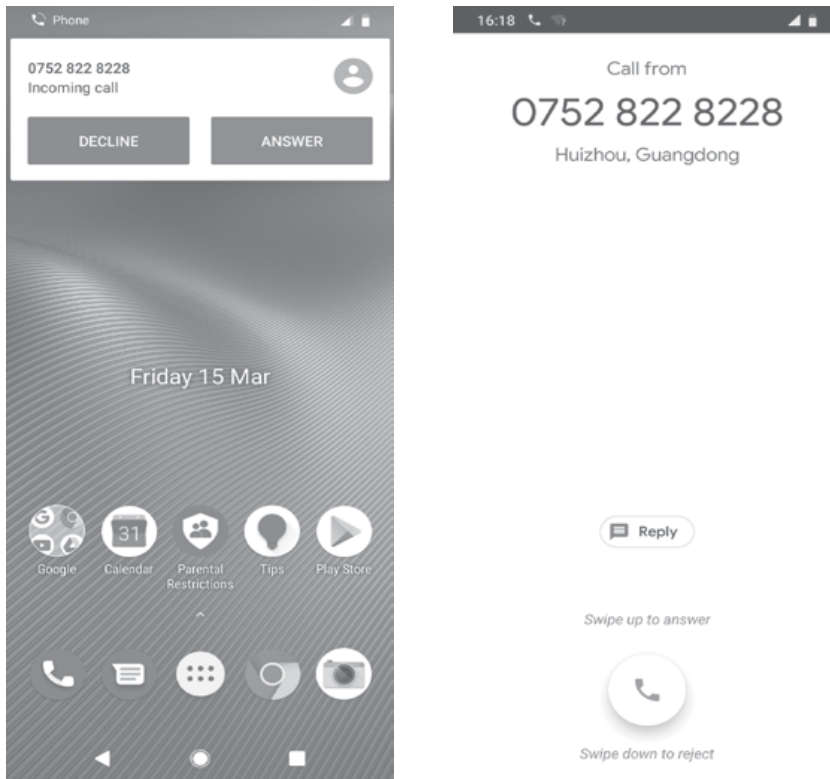 Phone
0752 822 8228
Incoming call
DECLINE
ANSWER
Friday 15 Mar
31
Google
Calendar
Parental
Restrictions
Tips
Play Store
16:18
Call from
0752 822 8228
Huizhou, Guangdong
Reply
Swipe up to answer
Swipe down to reject